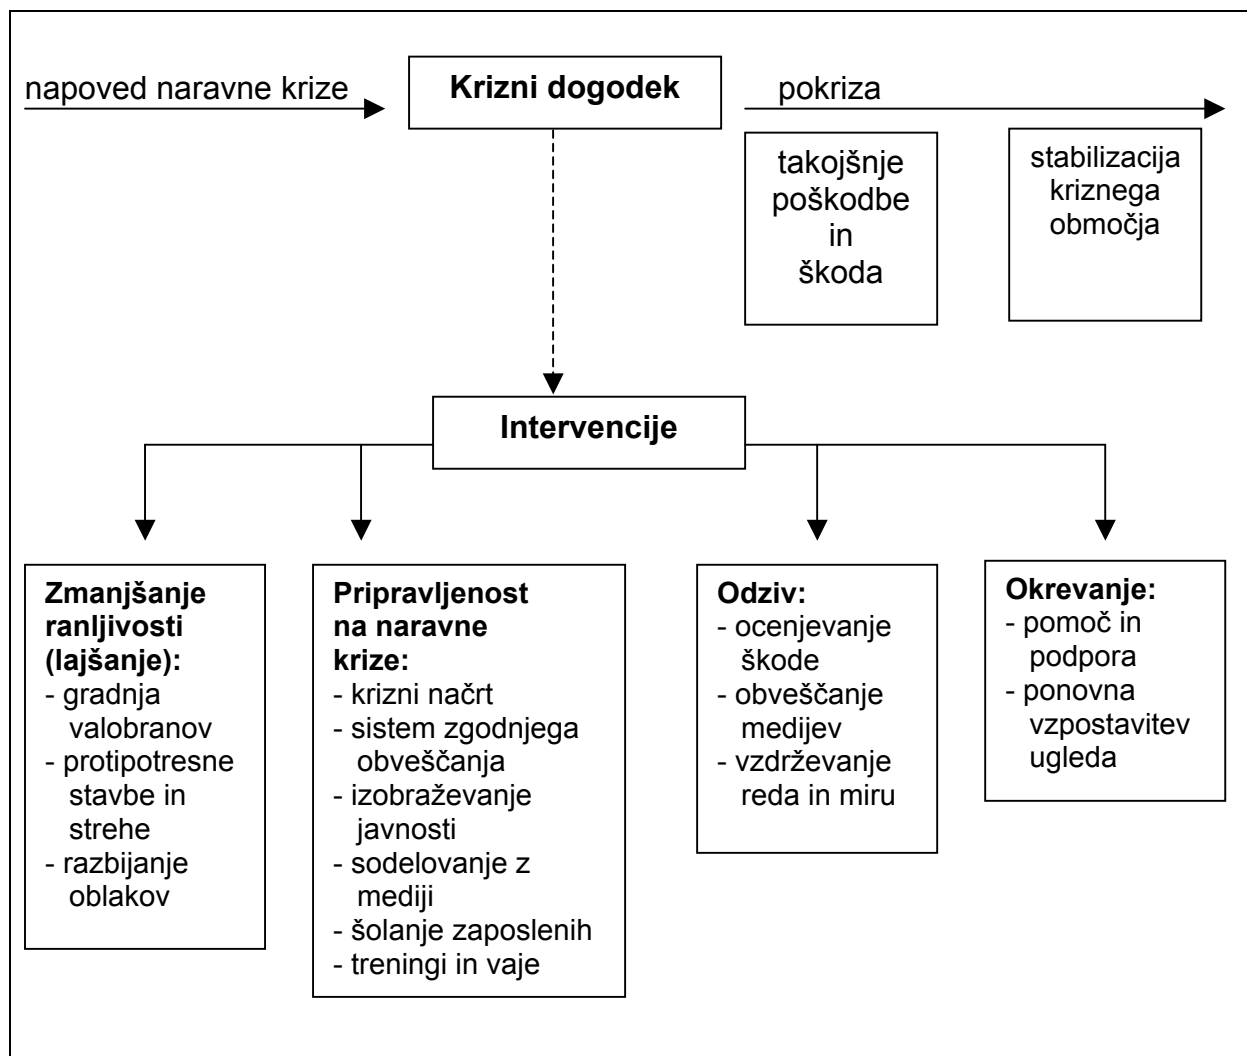 napoved naravne krize
Krizni dogodek
pokriza
takojšnje
poškodbe
in
škoda
stabilizacija
kriznega
območja
Intervencije
Zmanjšanje
ranljivosti
(lajšanje):
- gradnja
valobranov
- protipotresne
stavbe in
strehe
- razbijanje
oblakov
Pripravljenost
na naravne
krize:
- krizni načrt
- sistem zgodnjega
obveščanja
- izobraževanje
javnosti
- sodelovanje z
mediji
- šolanje zaposlenih
- treningi in vaje
Odziv:
- ocenjevanje
škode
- obveščanje
medijev
- vzdrževanje
reda in miru
Okrevanje:
- pomoč in
podpora
- ponovna
vzpostavitev
ugleda